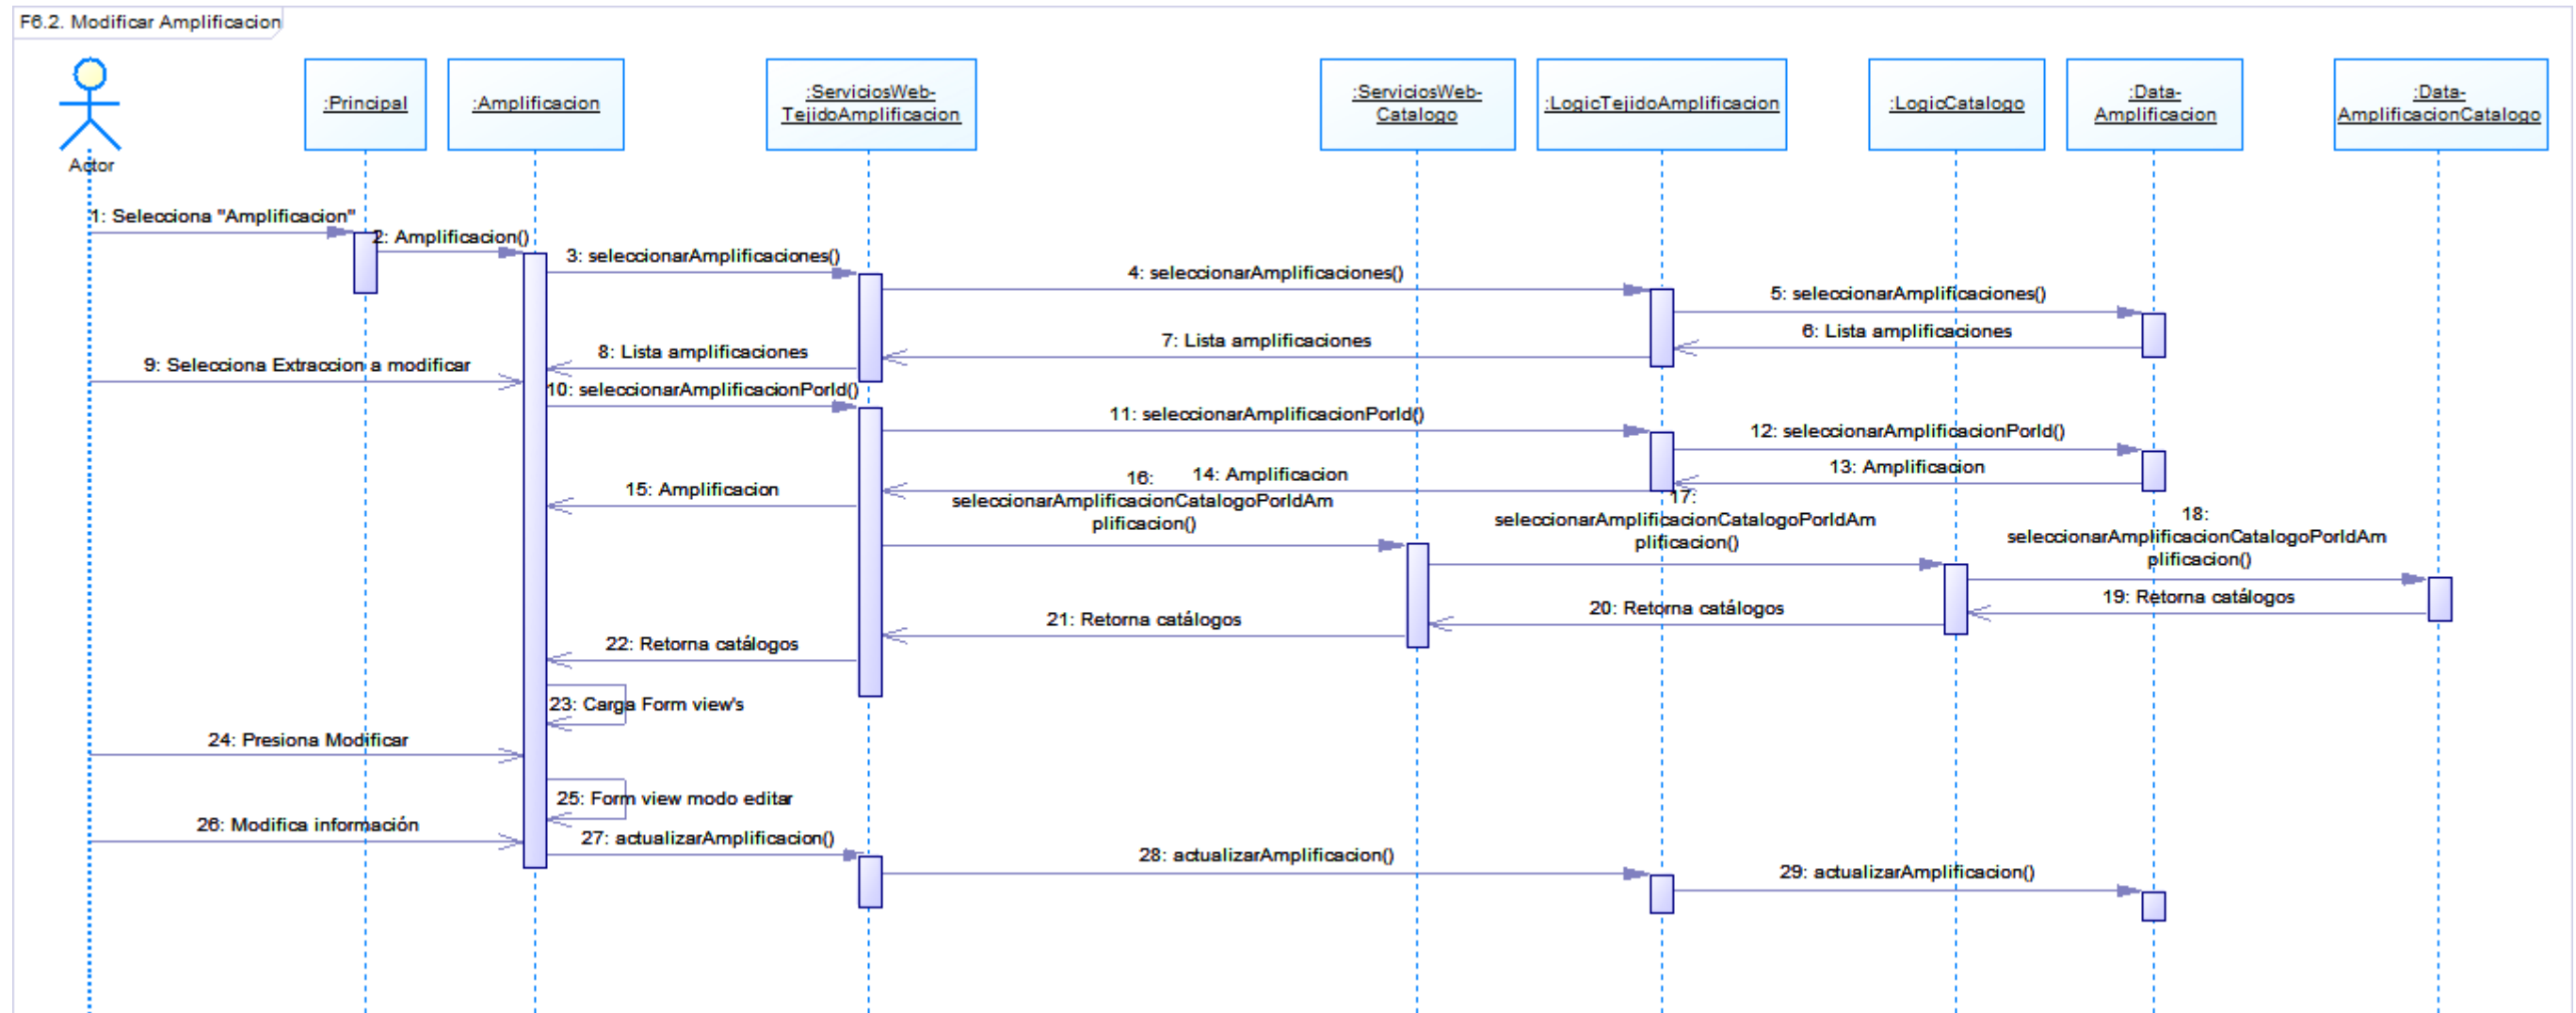 F6.2. Modificar Amplificacion
Actor
:Principal
:Amplificacion
:ServiciosWeb-
TejidoAmplificacion
:ServiciosWeb-
Catalogo
:LogicTejidoAmplificacion
:LogicCatalogo
:Data-
Amplificacion
:Data-
AmplificacionCatalogo
1: Selecciona "Amplificacion"
2: Amplificacion()
3: seleccionarAmplificaciones()
4: seleccionarAmplificaciones()
5: seleccionarAmplificaciones()
6: Lista amplificaciones
7: Lista amplificaciones
8: Lista amplificaciones
9: Selecciona Extraccion a modificar
10: seleccionarAmplificacionPorId()
11: seleccionarAmplificacionPorId()
12: seleccionarAmplificacionPorId()
13: Amplificacion
14: Amplificacion
15: Amplificacion
16:
seleccionarAmplificacionCatalogoPorIdAm
plificacion()
17:
seleccionarAmplificacionCatalogoPorIdAm
plificacion()
18:
seleccionarAmplificacionCatalogoPorIdAm
plificacion()
19: Retorna catálogos
20: Retorna catálogos
21: Retorna catálogos
22: Retorna catálogos
23: Carga Form view's
24: Presiona Modificar
25: Form view modo editar
26: Modifica información
27: actualizarAmplificacion()
28: actualizarAmplificacion()
29: actualizarAmplificacion()